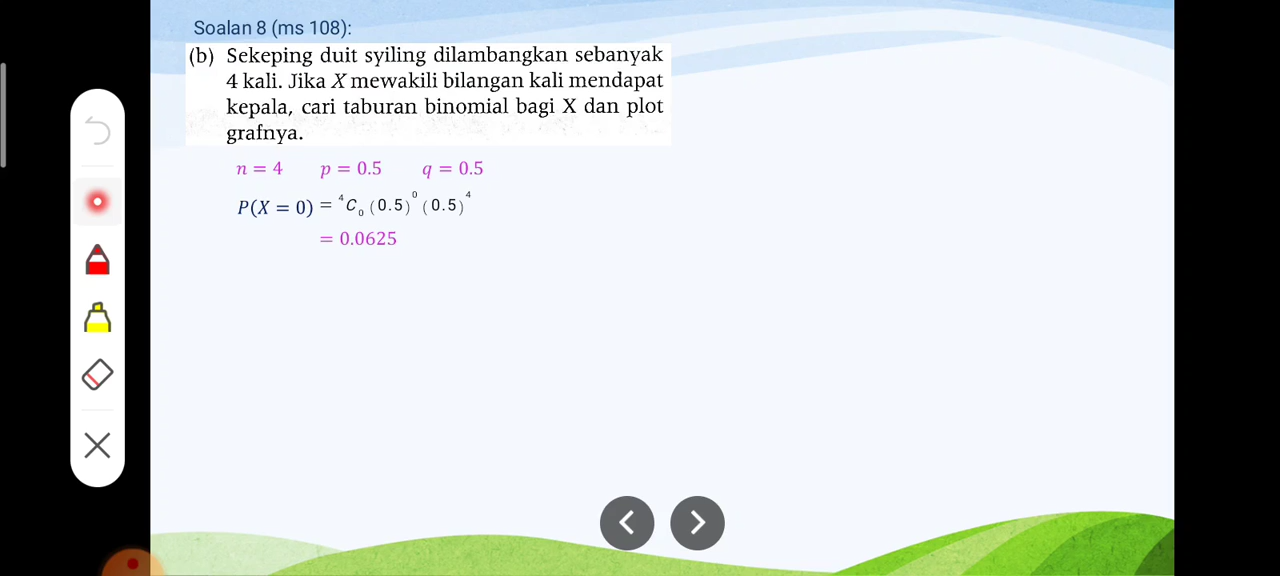 Soalan 8 (ms 108):
(b) Sekeping duit syiling dilambangkan sebanyak
4 kali. Jika X mewakili bilangan kali mendapat
kepala, cari taburan binomial bagi X dan plot
grafnya.
n = 4 p = 0.5 q = 0.5
P(X = 0) = ⁴C₀ (0.5)⁰ (0.5)⁴
= 0.0625